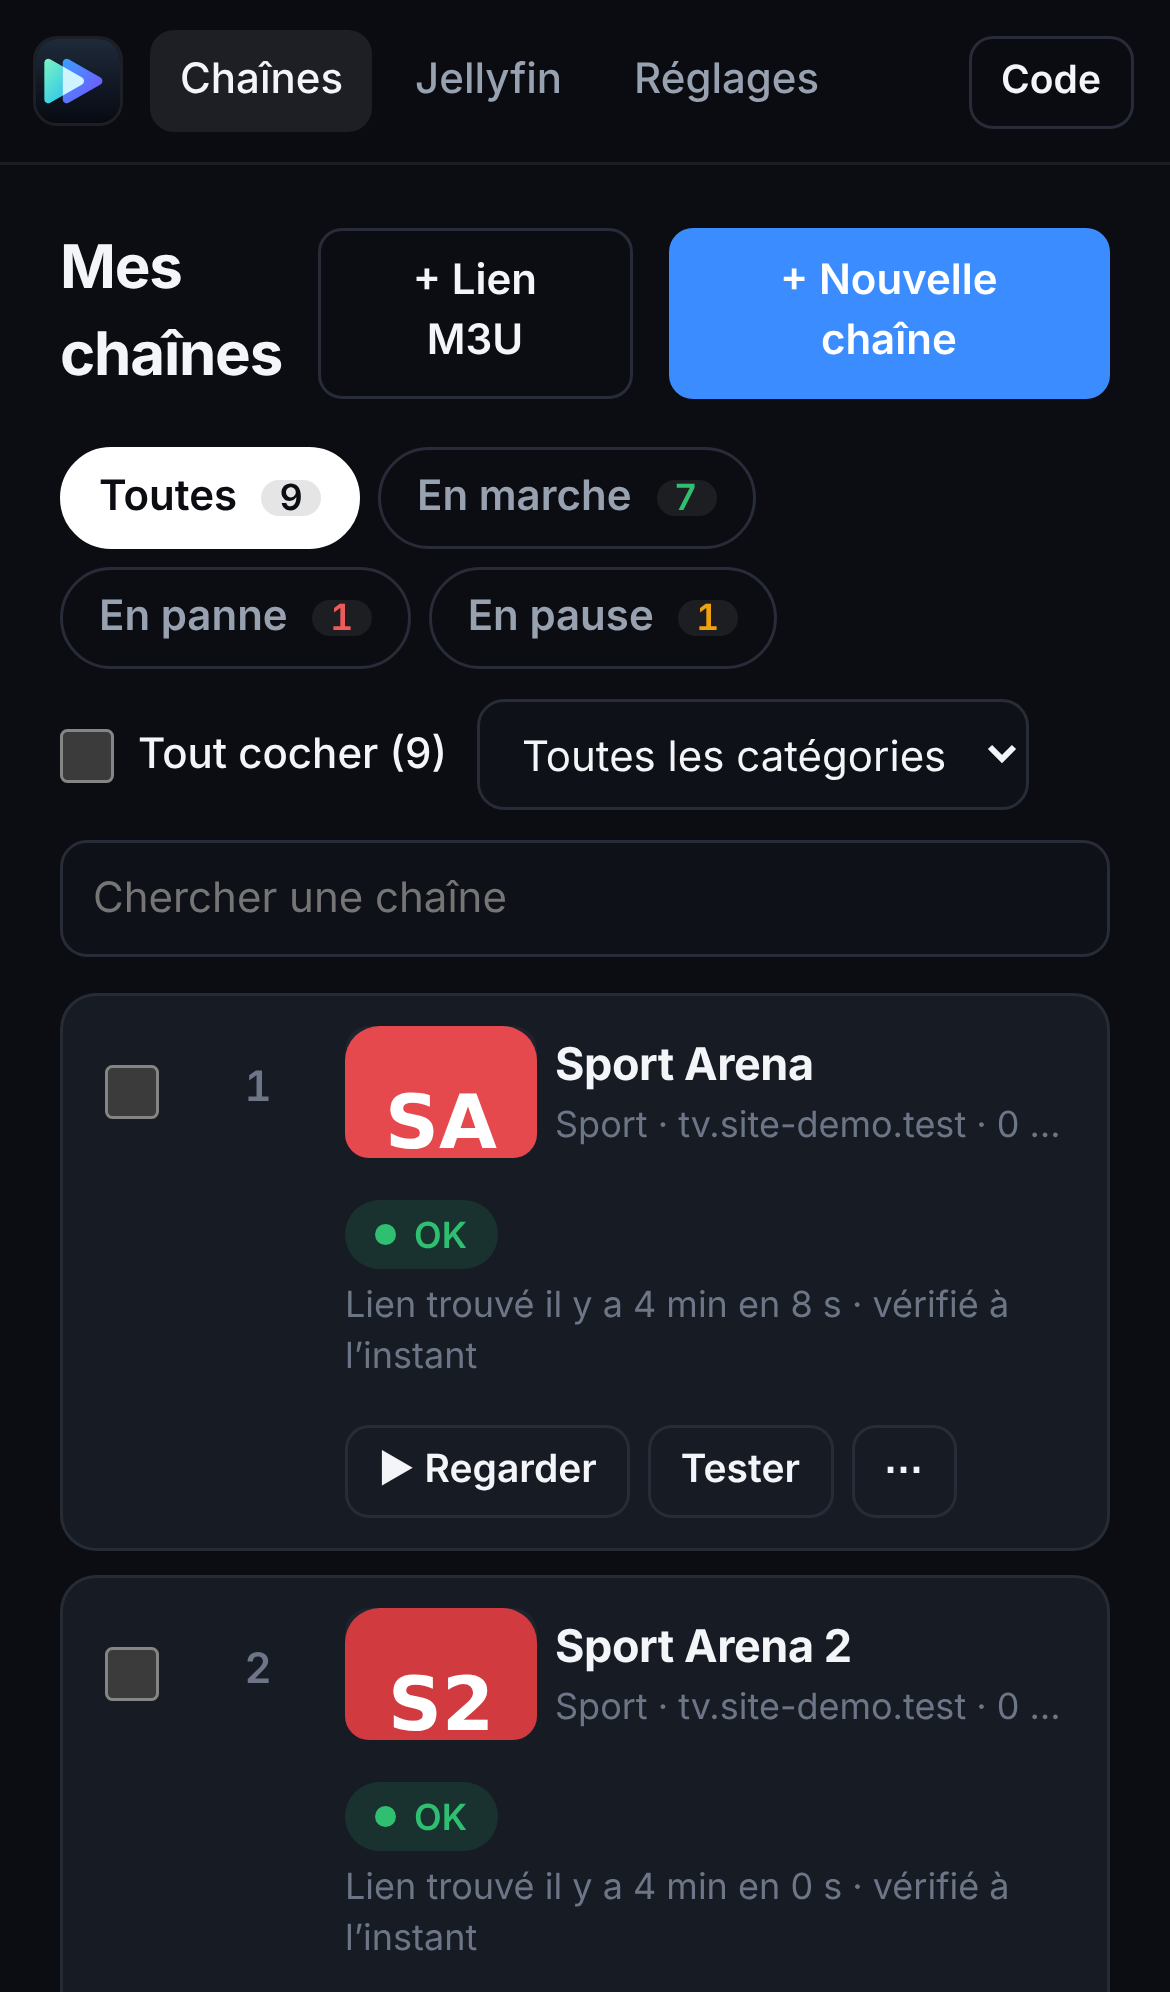 Chaînes Jellyfin Réglages Code
Mes
chaînes
+ Lien
M3U
+ Nouvelle
chaîne
Toutes 9 En marche 7
En panne 1 En pause 1
Tout cocher (9) Toutes les catégories
Chercher une chaîne
1 SA Sport Arena
Sport · tv.site-demo.test · 0 ...
OK
Lien trouvé il y a 4 min en 8 s · vérifié à
l’instant
▶ Regarder Tester ···
2 S2 Sport Arena 2
Sport · tv.site-demo.test · 0 ...
OK
Lien trouvé il y a 4 min en 0 s · vérifié à
l’instant